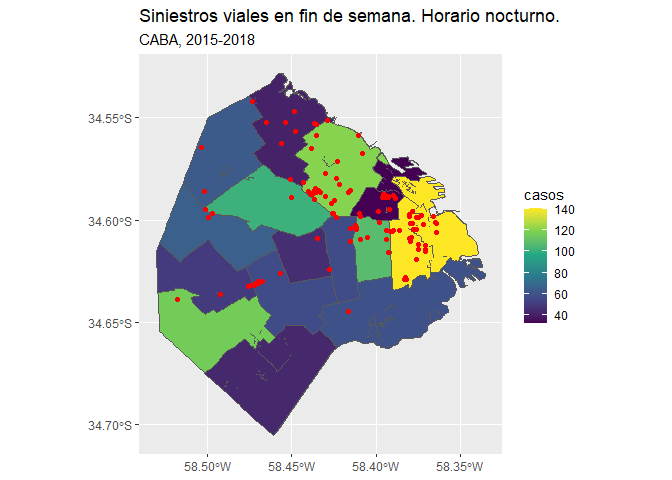 Siniestros viales en fin de semana. Horario nocturno.
CABA, 2015-2018
34.55°S
34.60°S
34.65°S
34.70°S
58.50°W
58.45°W
58.40°W
58.35°W
casos
140
120
100
80
60
40